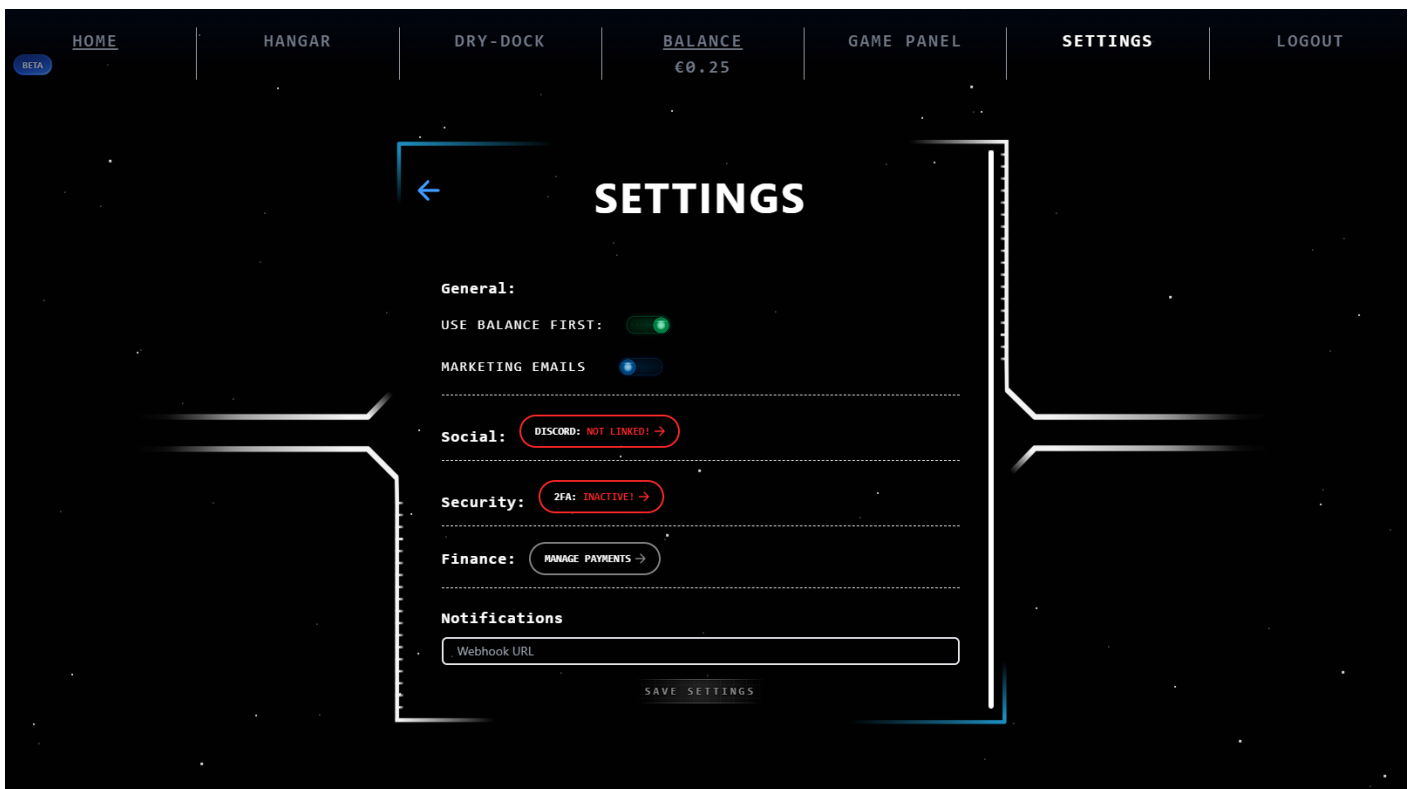 HOME
HANGAR
DRY-DOCK
BALANCE
GAME PANEL
SETTINGS
LOGOUT
BETA
€0.25
SETTINGS
General:
USE BALANCE FIRST:
MARKETING EMAILS
Social: DISCORD: NOT LINKED! →
Security: 2FA: INACTIVE! →
Finance: MANAGE PAYMENTS →
Notifications
Webhook URL
SAVE SETTINGS